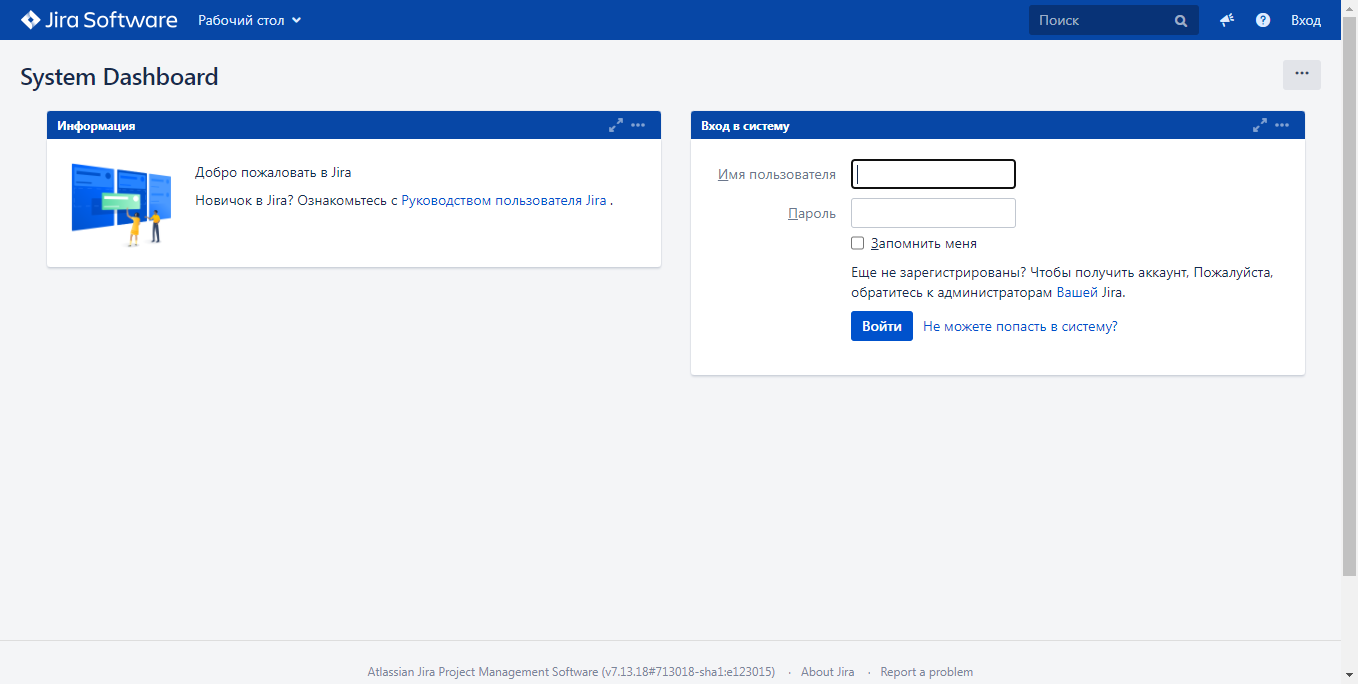 Jira Software Рабочий стол Поиск Вход
System Dashboard
Информация
Добро пожаловать в Jira
Новичок в Jira? Ознакомьтесь с Руководством пользователя Jira .
Вход в систему
Имя пользователя
Пароль
Запомнить меня
Еще не зарегистрированы? Чтобы получить аккаунт, Пожалуйста,
обратитесь к администраторам Вашей Jira.
Войти Не можете попасть в систему?
Atlassian Jira Project Management Software (v7.13.18#713018-sha1:e123015) · About Jira · Report a problem